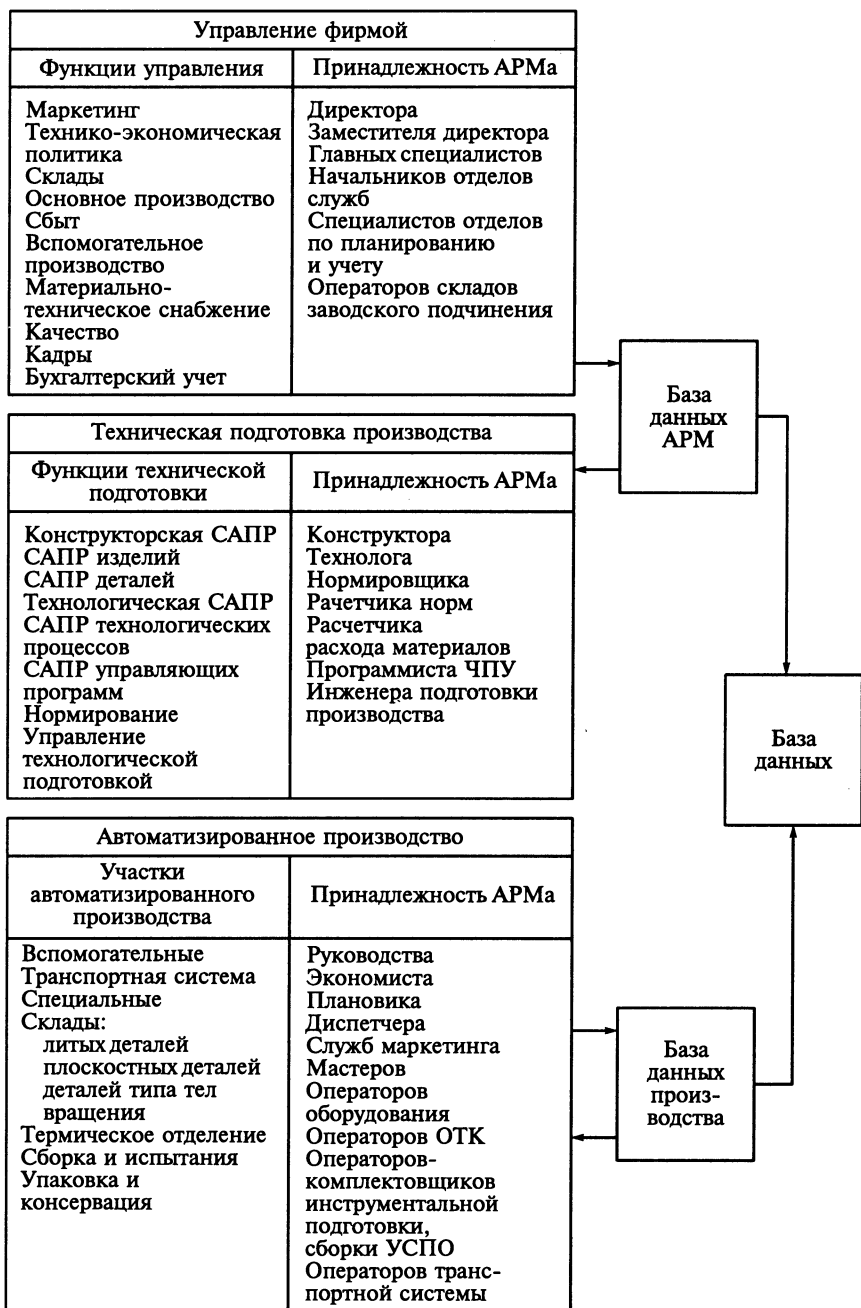 Управление фирмой
Функции управления
Принадлежность АРМа
Маркетинг
Технико-экономическая
политика
Склады
Основное производство
Сбыт
Вспомогательное
производство
Материально-
техническое снабжение
Качество
Кадры
Бухгалтерский учет
Директора
Заместителя директора
Главных специалистов
Начальников отделов
служб
Специалистов отделов
по планированию
и учету
Операторов складов
заводского подчинения
База
данных
АРМ
Техническая подготовка производства
Функции технической
подготовки
Принадлежность АРМа
Конструкторская САПР
САПР изделий
САПР деталей
Технологическая САПР
САПР технологических
процессов
САПР управляющих
программ
Нормирование
Управление
технологической
подготовкой
Конструктора
Технолога
Нормировщика
Рачетчика норм
Расчетчика
расхода материалов
Программиста ЧПУ
Инженера подготовки
производства
База
данных
Автоматизированное производство
Участки
автоматизированного
производства
Принадлежность АРМа
Вспомогательные
Транспортная система
Специальные
Склады:
литых деталей
плоскостных деталей
деталей типа тел
вращения
Термическое отделение
Сборка и испытания
Упаковка и
консервация
Руководства
Экономиста
Плановика
Диспетчера
Служб маркетинга
Мастеров
Операторов
оборудования
Операторов ОТК
Операторов-
комплектовщиков
инструментальной
подготовки,
сборки УСПО
Операторов транс-
портной системы
База
данных
произ-
водства